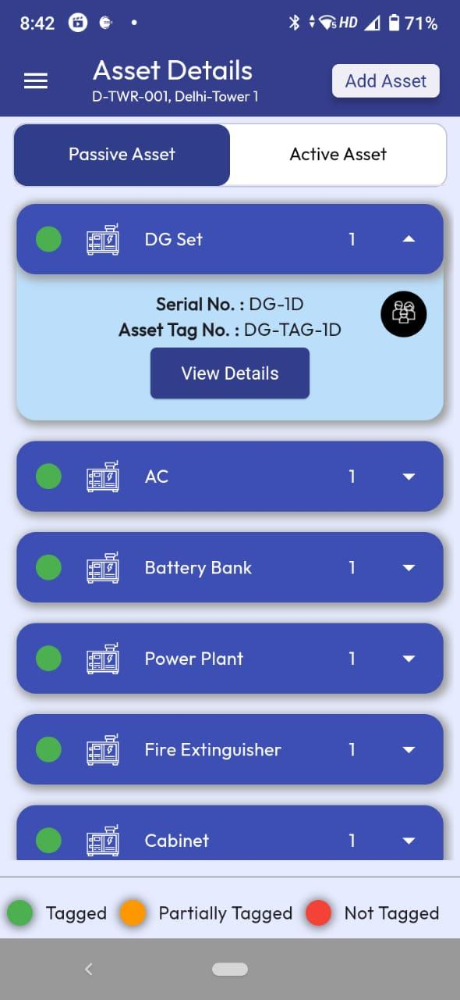 8:42 5 HD 71%
Asset Details
D-TWR-001, Delhi-Tower 1
Add Asset
Passive Asset Active Asset
DG Set 1
Serial No. : DG-1D
Asset Tag No. : DG-TAG-1D
View Details
AC 1
Battery Bank 1
Power Plant 1
Fire Extinguisher 1
Cabinet 1
Tagged Partially Tagged Not Tagged